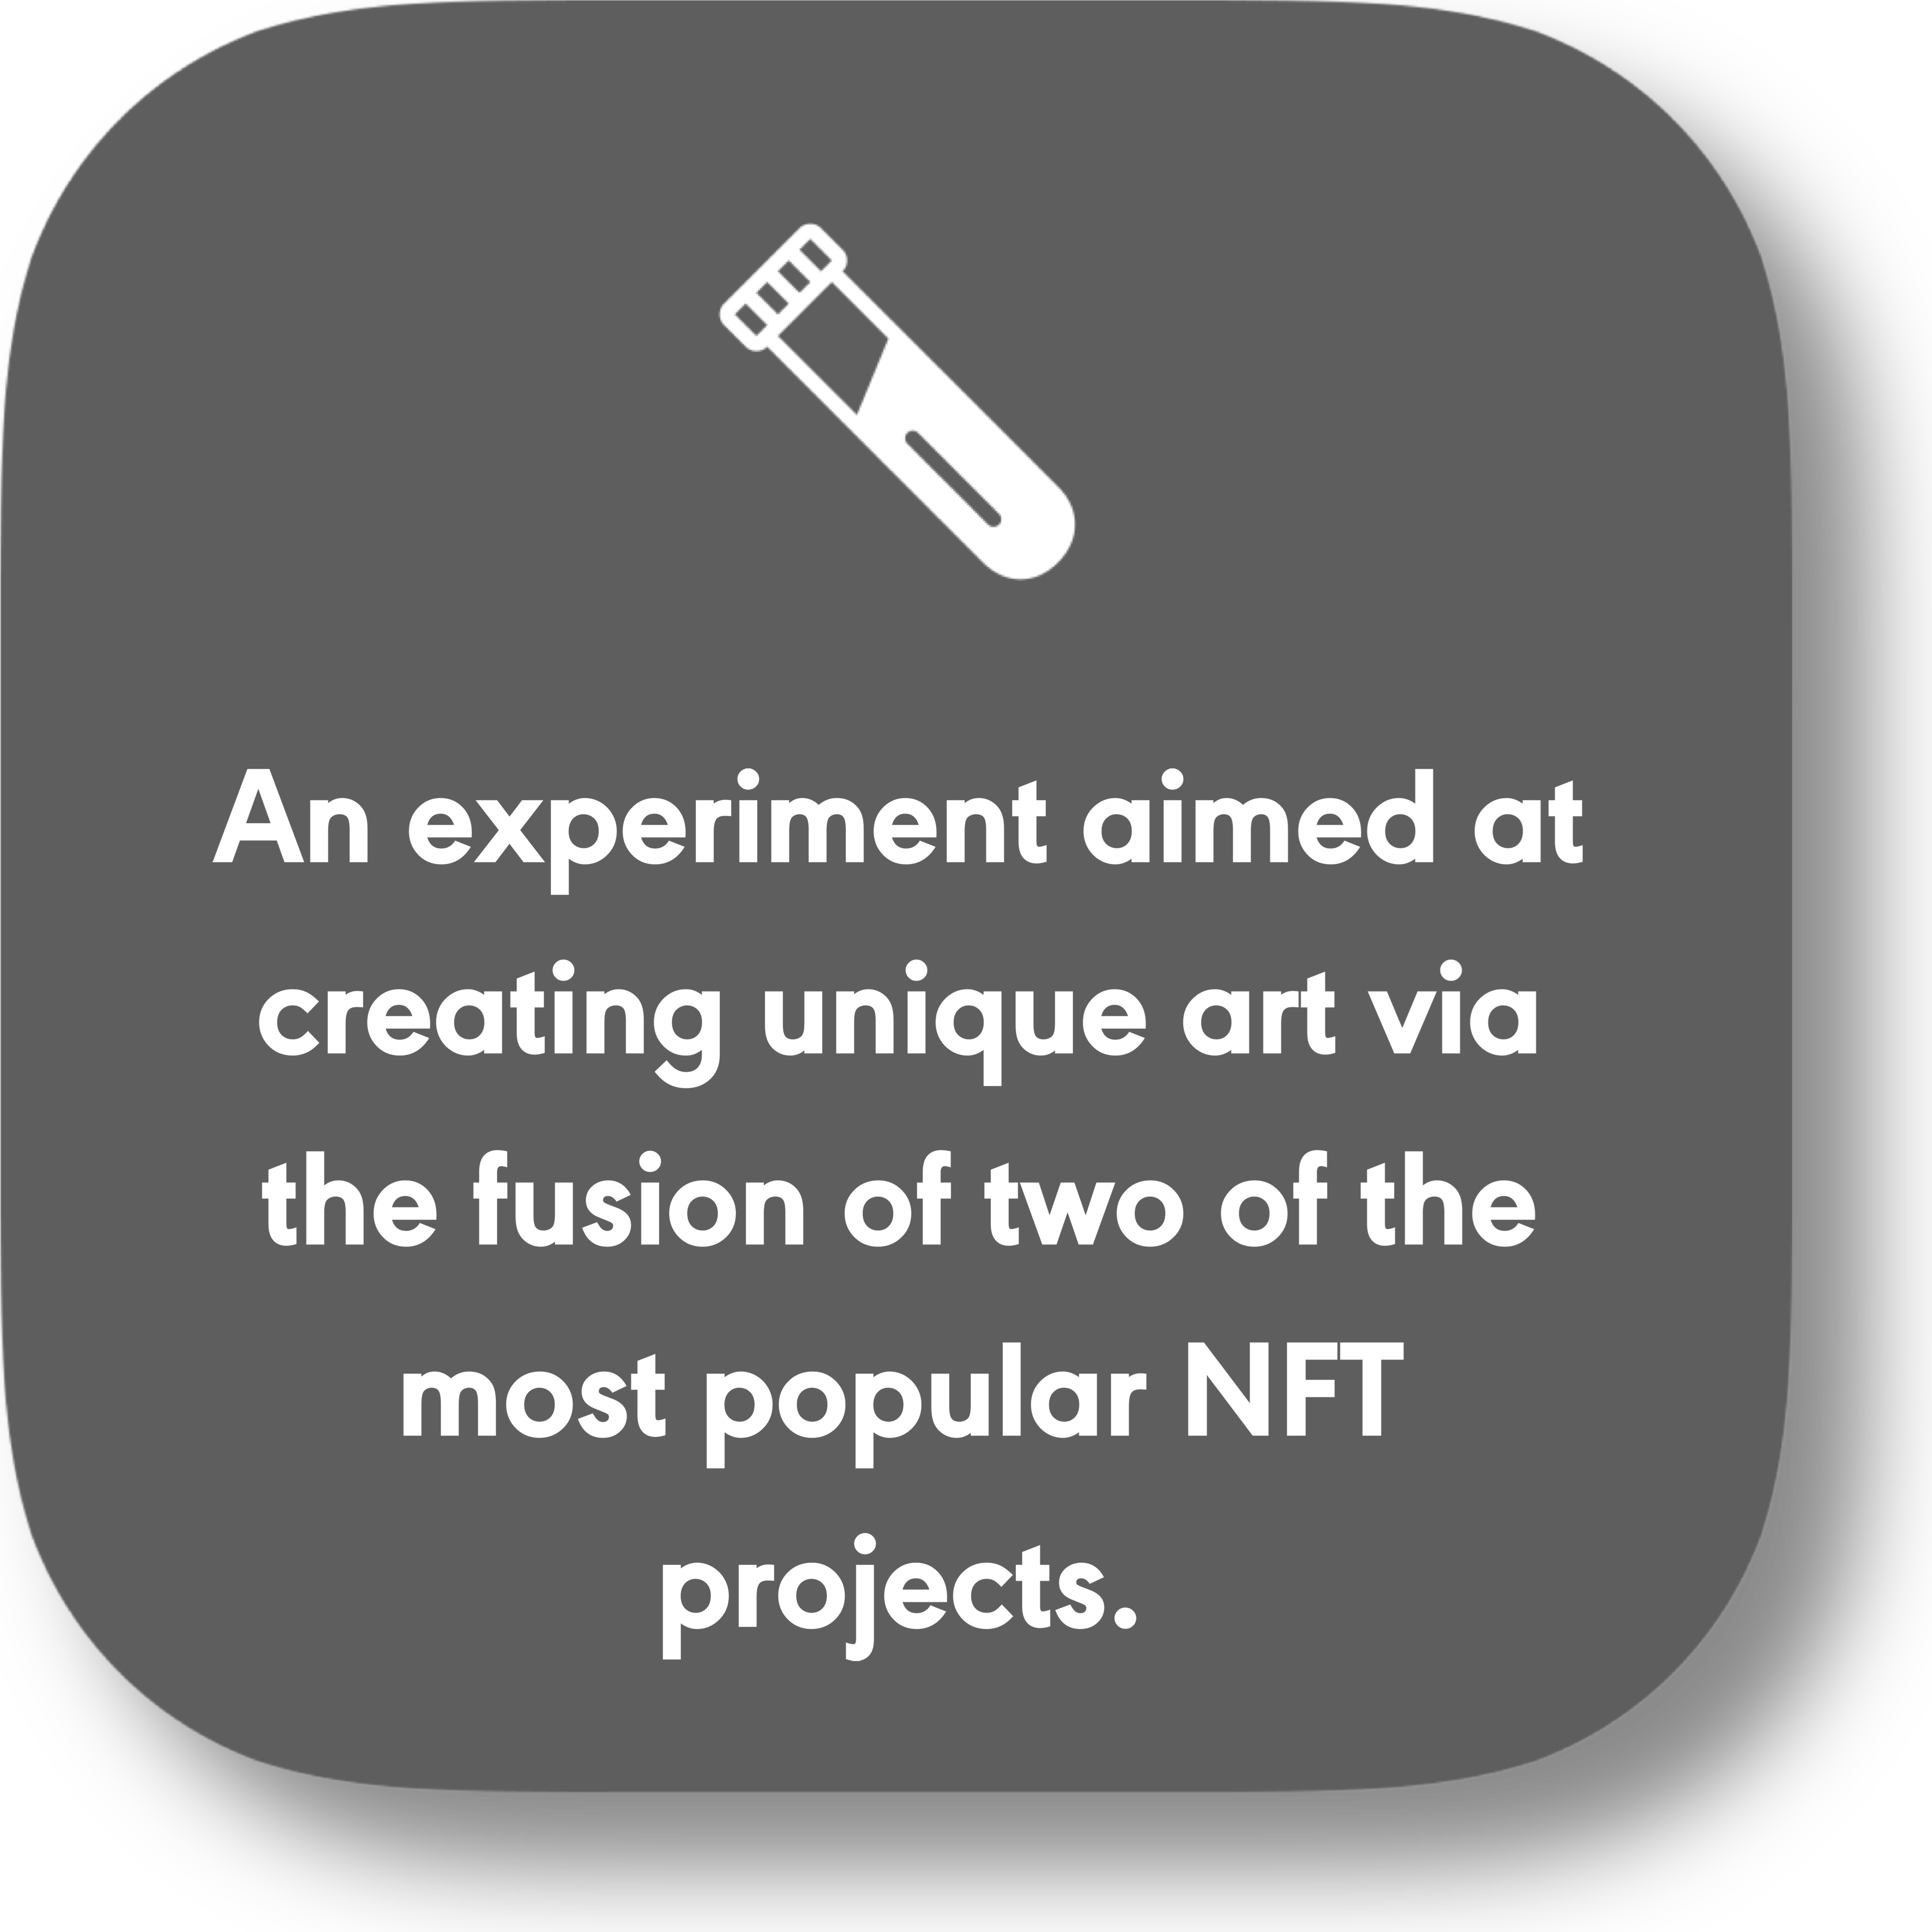 An experiment aimed at
creating unique art via
the fusion of two of the
most popular NFT
projects.